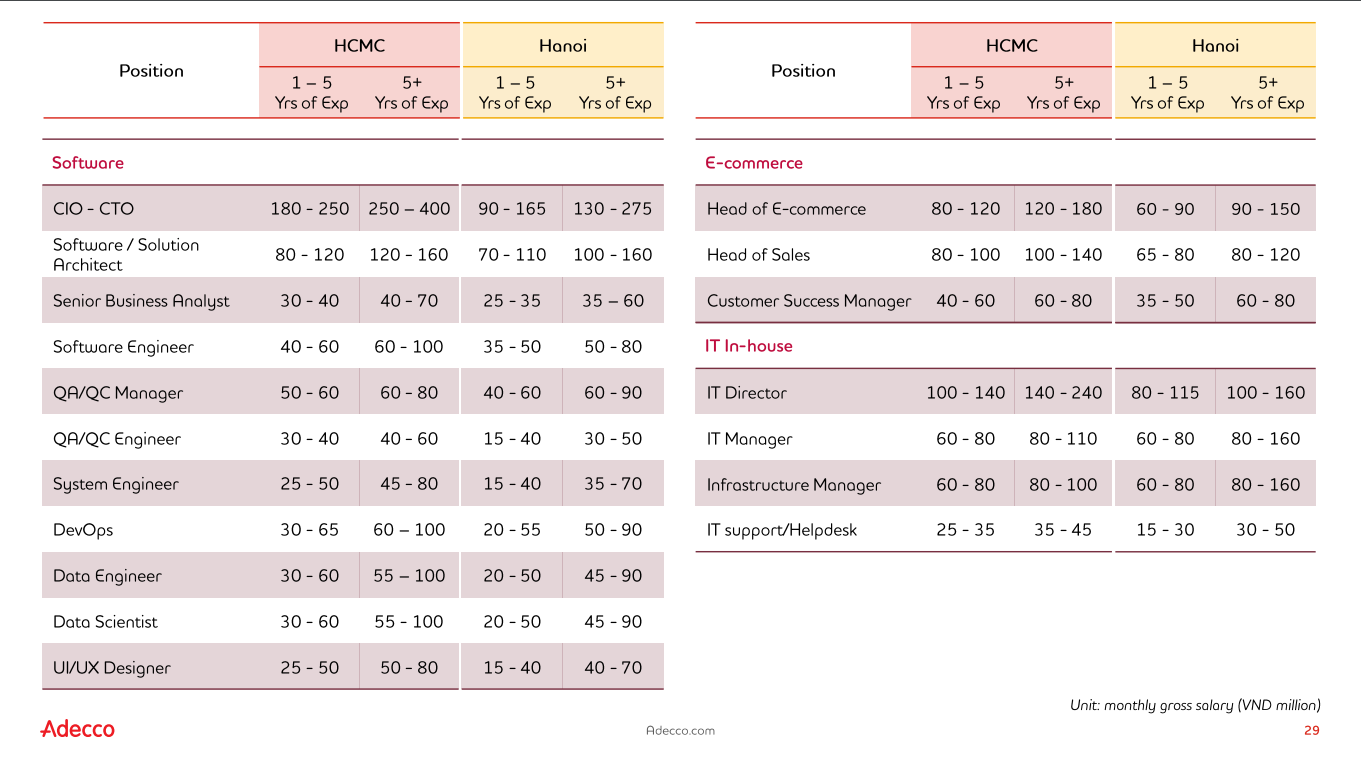 Position HCMC Hanoi
1 – 5 5+ 1 – 5 5+
Yrs of Exp Yrs of Exp Yrs of Exp Yrs of Exp
Software
CIO - CTO 180 - 250 250 – 400 90 - 165 130 - 275
Software / Solution
Architect 80 - 120 120 - 160 70 - 110 100 - 160
Senior Business Analyst 30 - 40 40 - 70 25 - 35 35 – 60
Software Engineer 40 - 60 60 - 100 35 - 50 50 - 80
QA/QC Manager 50 - 60 60 - 80 40 - 60 60 - 90
QA/QC Engineer 30 - 40 40 - 60 15 - 40 30 - 50
System Engineer 25 - 50 45 - 80 15 - 40 35 - 70
DevOps 30 - 65 60 – 100 20 - 55 50 - 90
Data Engineer 30 - 60 55 – 100 20 - 50 45 - 90
Data Scientist 30 - 60 55 - 100 20 - 50 45 - 90
UI/UX Designer 25 - 50 50 - 80 15 - 40 40 - 70
Position HCMC Hanoi
1 – 5 5+ 1 – 5 5+
Yrs of Exp Yrs of Exp Yrs of Exp Yrs of Exp
E-commerce
Head of E-commerce 80 - 120 120 - 180 60 - 90 90 - 150
Head of Sales 80 - 100 100 - 140 65 - 80 80 - 120
Customer Success Manager 40 - 60 60 - 80 35 - 50 60 - 80
IT In-house
IT Director 100 - 140 140 - 240 80 - 115 100 - 160
IT Manager 60 - 80 80 - 110 60 - 80 80 - 160
Infrastructure Manager 60 - 80 80 - 100 60 - 80 80 - 160
IT support/Helpdesk 25 - 35 35 - 45 15 - 30 30 - 50
Unit: monthly gross salary (VND million)
Adecco Adecco.com 29